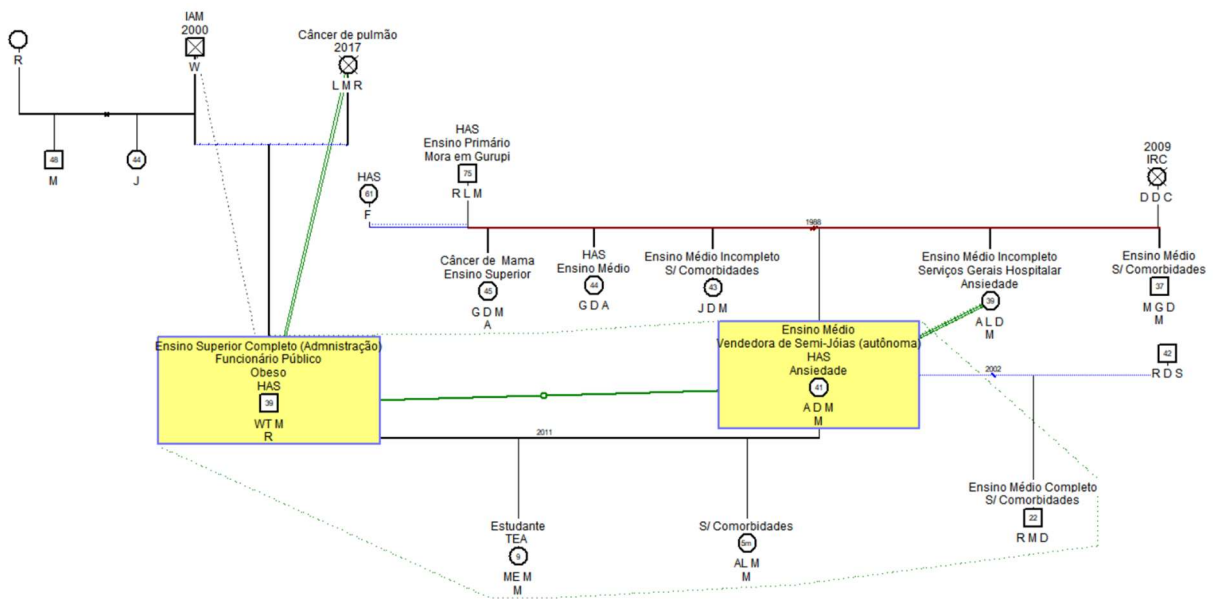 IAM
2000
W
R
Câncer de pulmão
2017
L M R
46
M
44
J
HAS
61
F
HAS
Ensino Primário
Mora em Gurupi
75
R L M
2009
IRC
D D C
1988
Câncer de Mama
Ensino Superior
45
G D M
A
HAS
Ensino Médio
44
G D A
Ensino Médio Incompleto
S/ Comorbidades
43
J D M
Ensino Médio Incompleto
Serviços Gerais Hospitalar
Ansiedade
39
A L D
M
Ensino Médio
S/ Comorbidades
37
M G D
M
Ensino Superior Completo (Admnistração)
Funcionário Público
Obeso
HAS
39
WT M
R
Ensino Médio
Vendedora de Semi-Jóias (autônoma)
HAS
Ansiedade
41
A D M
M
42
R D S
2002
2011
Estudante
TEA
9
ME M
M
S/ Comorbidades
5m
AL M
M
Ensino Médio Completo
S/ Comorbidades
22
R M D